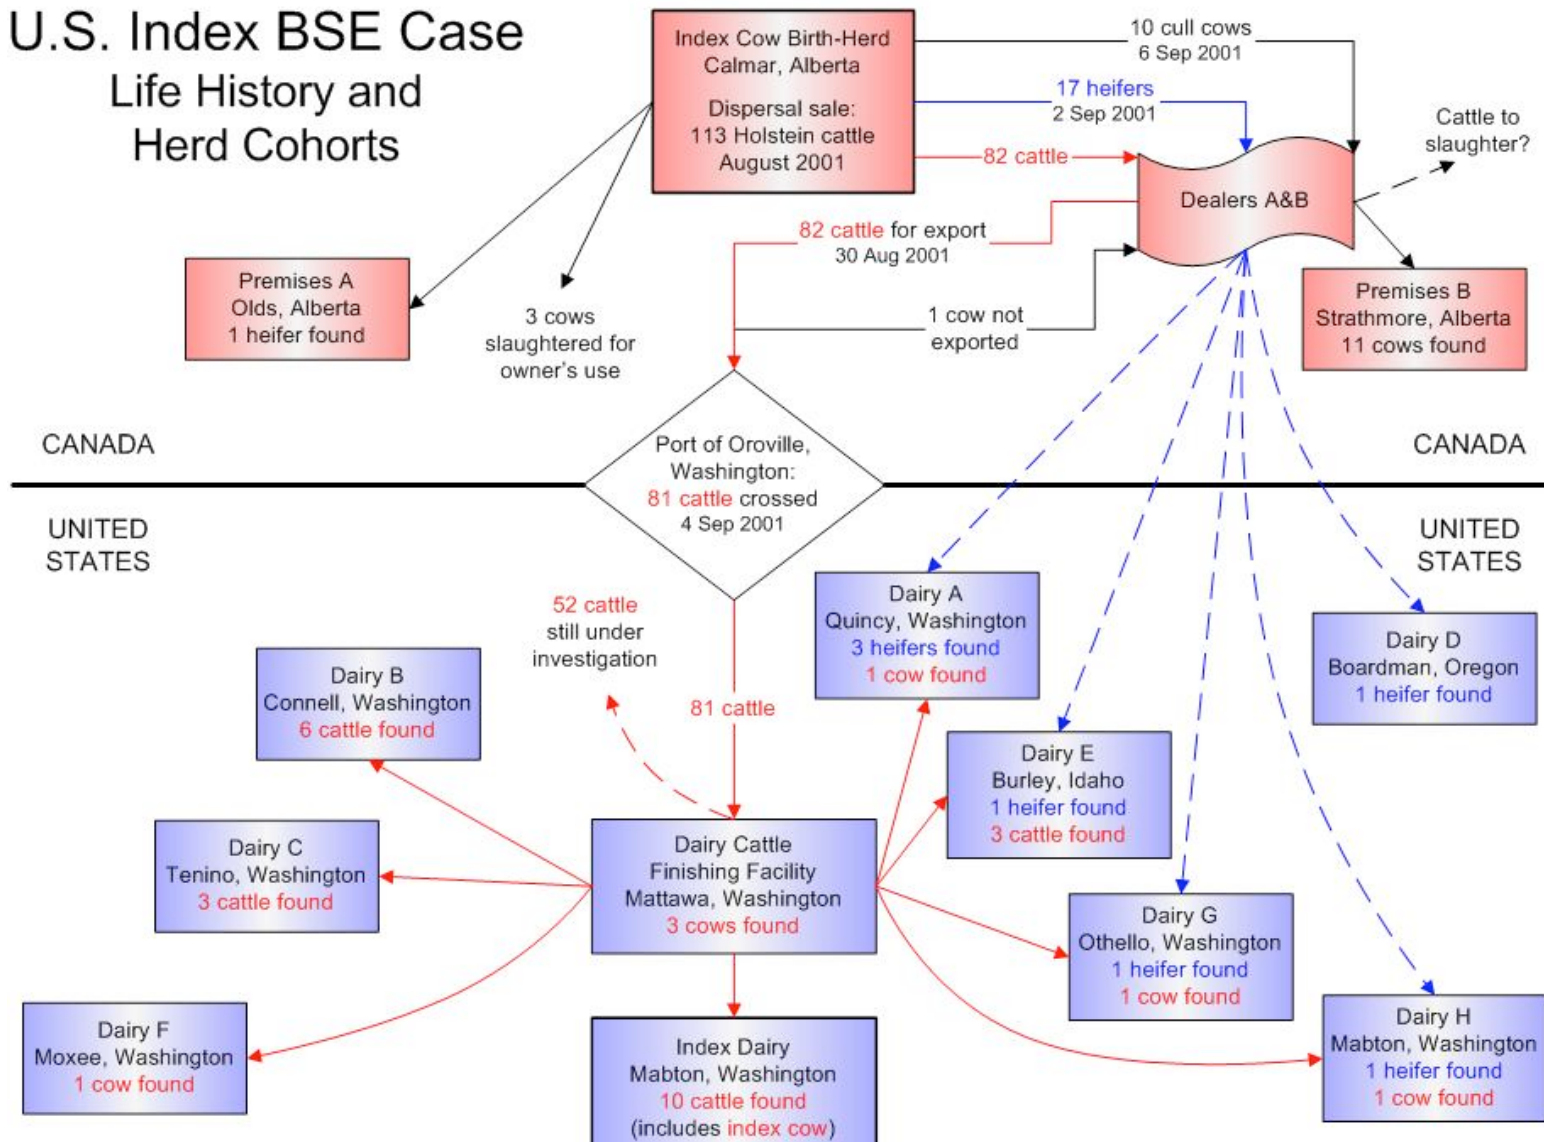 U.S. Index BSE Case
Life History and
Herd Cohorts
Index Cow Birth-Herd
Calmar, Alberta
Dispersal sale:
113 Holstein cattle
August 2001
10 cull cows
6 Sep 2001
17 heifers
2 Sep 2001
82 cattle
Cattle to
slaughter?
Dealers A&B
82 cattle for export
30 Aug 2001
Premises A
Olds, Alberta
1 heifer found
3 cows
slaughtered for
owner's use
1 cow not
exported
Premises B
Strathmore, Alberta
11 cows found
CANADA
CANADA
Port of Oroville,
Washington:
81 cattle crossed
4 Sep 2001
UNITED
STATES
UNITED
STATES
52 cattle
still under
investigation
81 cattle
Dairy A
Quincy, Washington
3 heifers found
1 cow found
Dairy D
Boardman, Oregon
1 heifer found
Dairy B
Connell, Washington
6 cattle found
Dairy E
Burley, Idaho
1 heifer found
3 cattle found
Dairy C
Tenino, Washington
3 cattle found
Dairy Cattle
Finishing Facility
Mattawa, Washington
3 cows found
Dairy G
Othello, Washington
1 heifer found
1 cow found
Dairy F
Moxee, Washington
1 cow found
Index Dairy
Mabton, Washington
10 cattle found
(includes index cow)
Dairy H
Mabton, Washington
1 heifer found
1 cow found